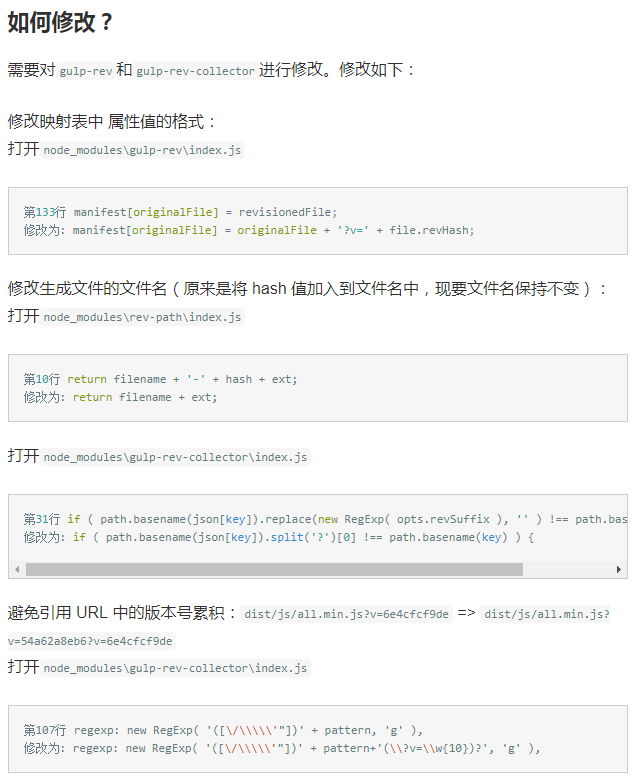 如何修改？
需要对 gulp-rev 和 gulp-rev-collector 进行修改。修改如下：
修改映射表中 属性值的格式：
打开 node_modules\gulp-rev\index.js
第133行 manifest[originalFile] = revisionedFile;
修改为: manifest[originalFile] = originalFile + '?v=' + file.revHash;
修改生成文件的文件名（原来是将 hash 值加入到文件名中，现要文件名保持不变）：
打开 node_modules\rev-path\index.js
第10行 return filename + '-' + hash + ext;
修改为: return filename + ext;
打开 node_modules\gulp-rev-collector\index.js
第31行 if ( path.basename(json[key]).replace(new RegExp( opts.revSuffix ), '' ) !== path.bas
修改为: if ( path.basename(json[key]).split('?')[0] !== path.basename(key) ) {
避免引用 URL 中的版本号累积： dist/js/all.min.js?v=6e4cfcf9de => dist/js/all.min.js?
v=54a62a8eb6?v=6e4cfcf9de
打开 node_modules\gulp-rev-collector\index.js
第107行 regexp: new RegExp( '([\/\\\\\'"])' + pattern, 'g' ),
修改为: regexp: new RegExp( '([\/\\\\\'"])' + pattern+'(\\?v=\\w{10})?', 'g' ),